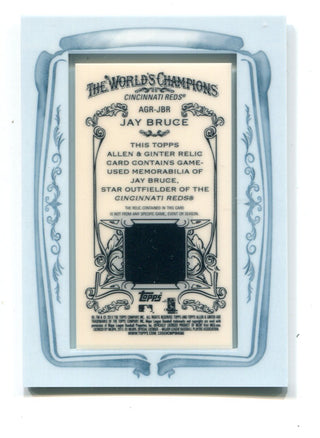 THE WORLD'S CHAMPIONS
CINCINNATI REDS®
AGR-JBR
JAY BRUCE
THIS TOPPS
ALLEN & GINTER RELIC
CARD CONTAINS GAME-
USED MEMORABILIA OF
JAY BRUCE,
STAR OUTFIELDER OF THE
CINCINNATI REDS®
THE RELIC CONTAINED IN THIS CARD
IS NOT FROM ANY SPECIFIC GAME, EVENT OR SEASON.
Topps